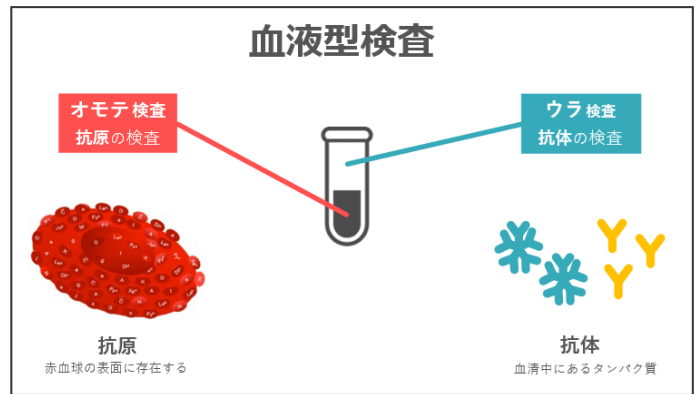 血液型検査
オモテ検査
抗原の検査
ウラ検査
抗体の検査
抗原
赤血球の表面に存在する
抗体
血清中にあるタンパク質